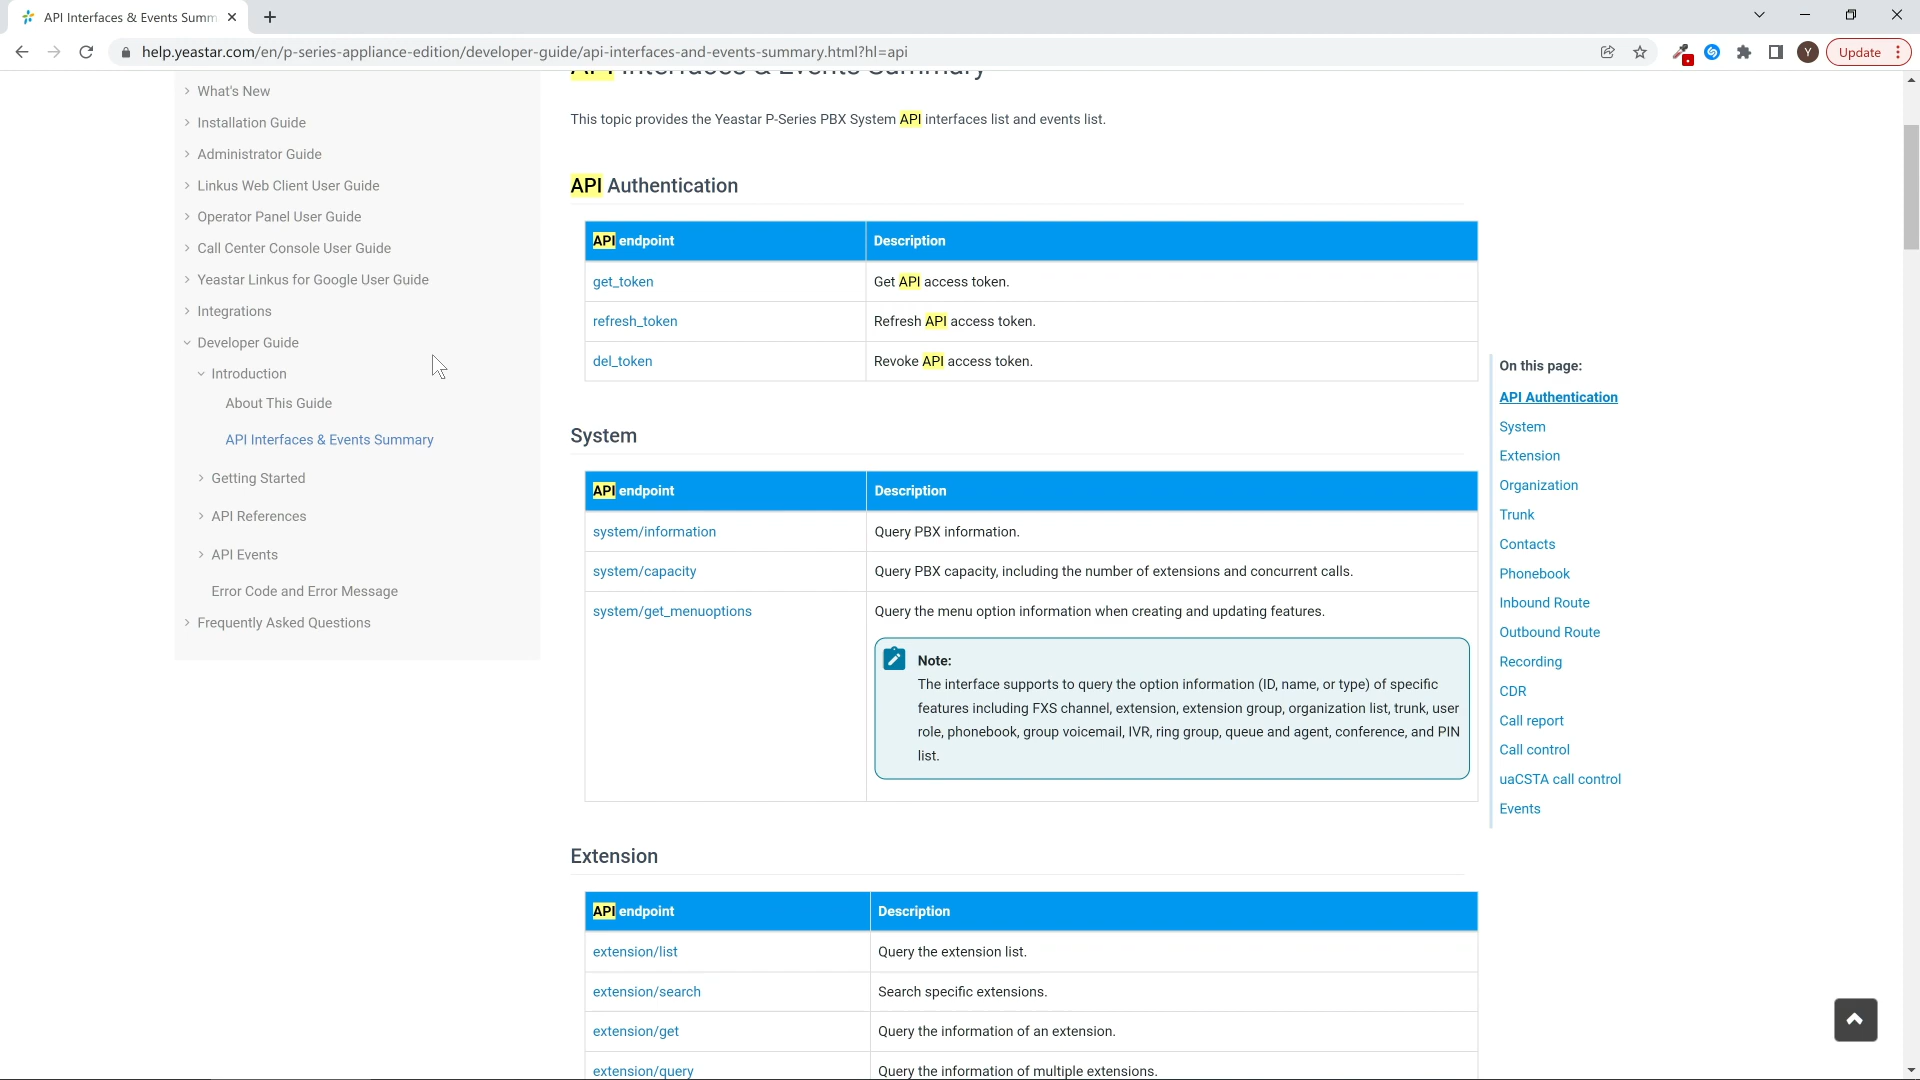 API Interfaces & Events Summ
help.yeastar.com/en/p-series-appliance-edition/developer-guide/api-interfaces-and-events-summary.html?hl=api
Y
Update
What's New
Installation Guide
Administrator Guide
Linkus Web Client User Guide
Operator Panel User Guide
Call Center Console User Guide
Yeastar Linkus for Google User Guide
Integrations
Developer Guide
Introduction
About This Guide
API Interfaces & Events Summary
Getting Started
API References
API Events
Error Code and Error Message
Frequently Asked Questions
API Interfaces & Events Summary
This topic provides the Yeastar P-Series PBX System API interfaces list and events list.
API Authentication
API endpoint Description
get_token Get API access token.
refresh_token Refresh API access token.
del_token Revoke API access token.
System
API endpoint Description
system/information Query PBX information.
system/capacity Query PBX capacity, including the number of extensions and concurrent calls.
system/get_menuoptions Query the menu option information when creating and updating features.
Note:
The interface supports to query the option information (ID, name, or type) of specific
features including FXS channel, extension, extension group, organization list, trunk, user
role, phonebook, group voicemail, IVR, ring group, queue and agent, conference, and PIN
list.
Extension
API endpoint Description
extension/list Query the extension list.
extension/search Search specific extensions.
extension/get Query the information of an extension.
extension/query Query the information of multiple extensions.
On this page:
API Authentication
System
Extension
Organization
Trunk
Contacts
Phonebook
Inbound Route
Outbound Route
Recording
CDR
Call report
Call control
uaCSTA call control
Events